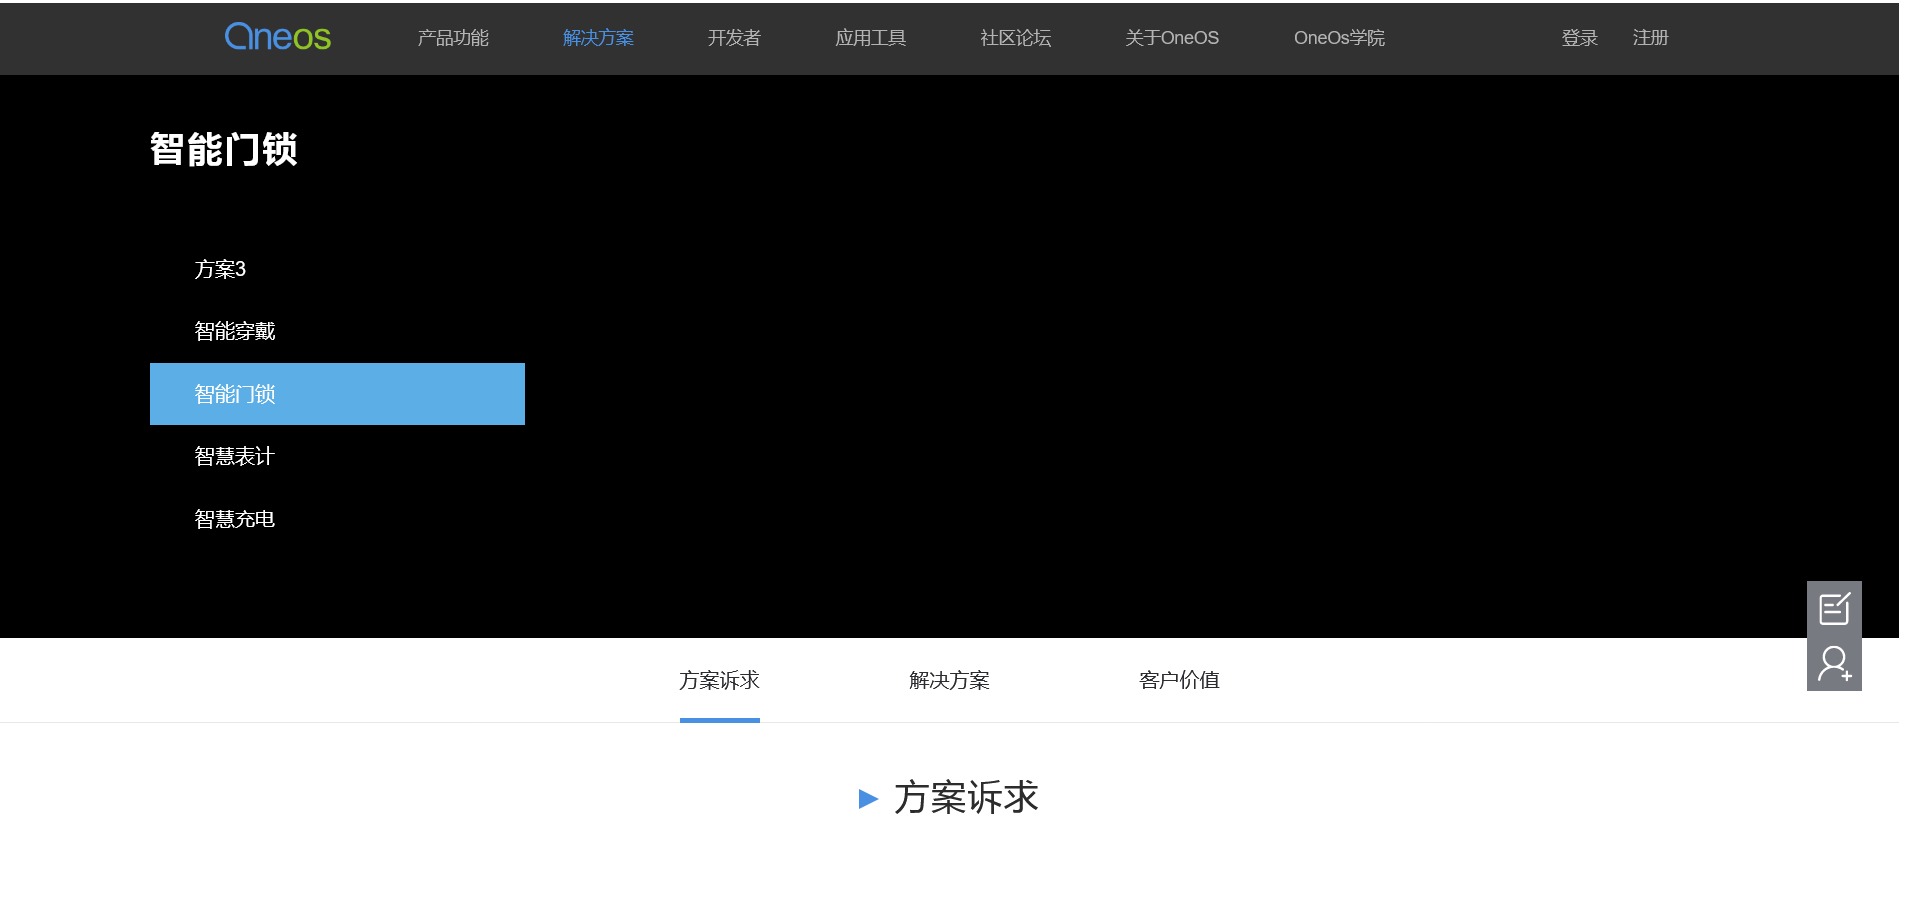 Oneos 产品功能 解决方案 开发者 应用工具 社区论坛 关于OneOS OneOs学院 登录 注册
智能门锁
方案3
智能穿戴
智能门锁
智慧表计
智慧充电
方案诉求 解决方案 客户价值
方案诉求